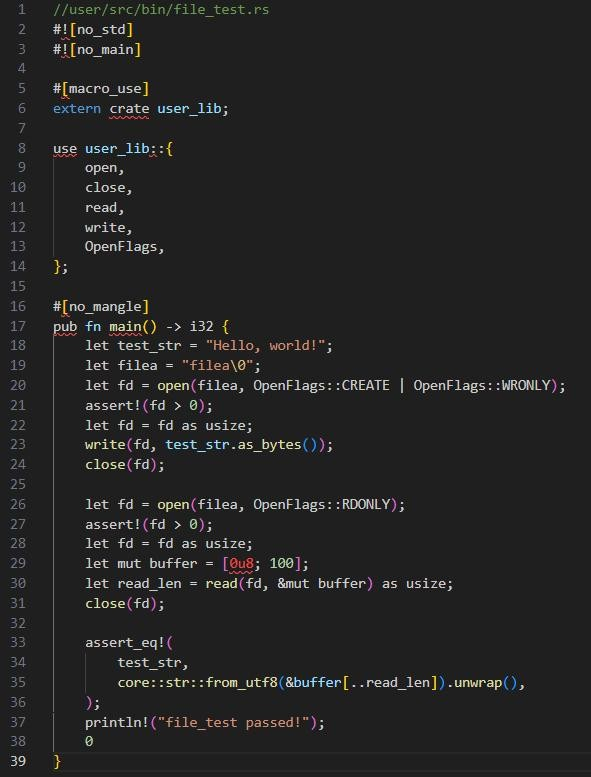 1 //user/src/bin/file_test.rs
2 #![no_std]
3 #![no_main]
4
5 #[macro_use]
6 extern crate user_lib;
7
8 use user_lib::{
9     open,
10     close,
11     read,
12     write,
13     OpenFlags,
14 };
15
16 #[no_mangle]
17 pub fn main() -> i32 {
18     let test_str = "Hello, world!";
19     let filea = "filea\0";
20     let fd = open(filea, OpenFlags::CREATE | OpenFlags::WRONLY);
21     assert!(fd > 0);
22     let fd = fd as usize;
23     write(fd, test_str.as_bytes());
24     close(fd);
25
26     let fd = open(filea, OpenFlags::RDONLY);
27     assert!(fd > 0);
28     let fd = fd as usize;
29     let mut buffer = [0u8; 100];
30     let read_len = read(fd, &mut buffer) as usize;
31     close(fd);
32
33     assert_eq!(
34         test_str,
35         core::str::from_utf8(&buffer[..read_len]).unwrap(),
36     );
37     println!("file_test passed!");
38     0
39 }